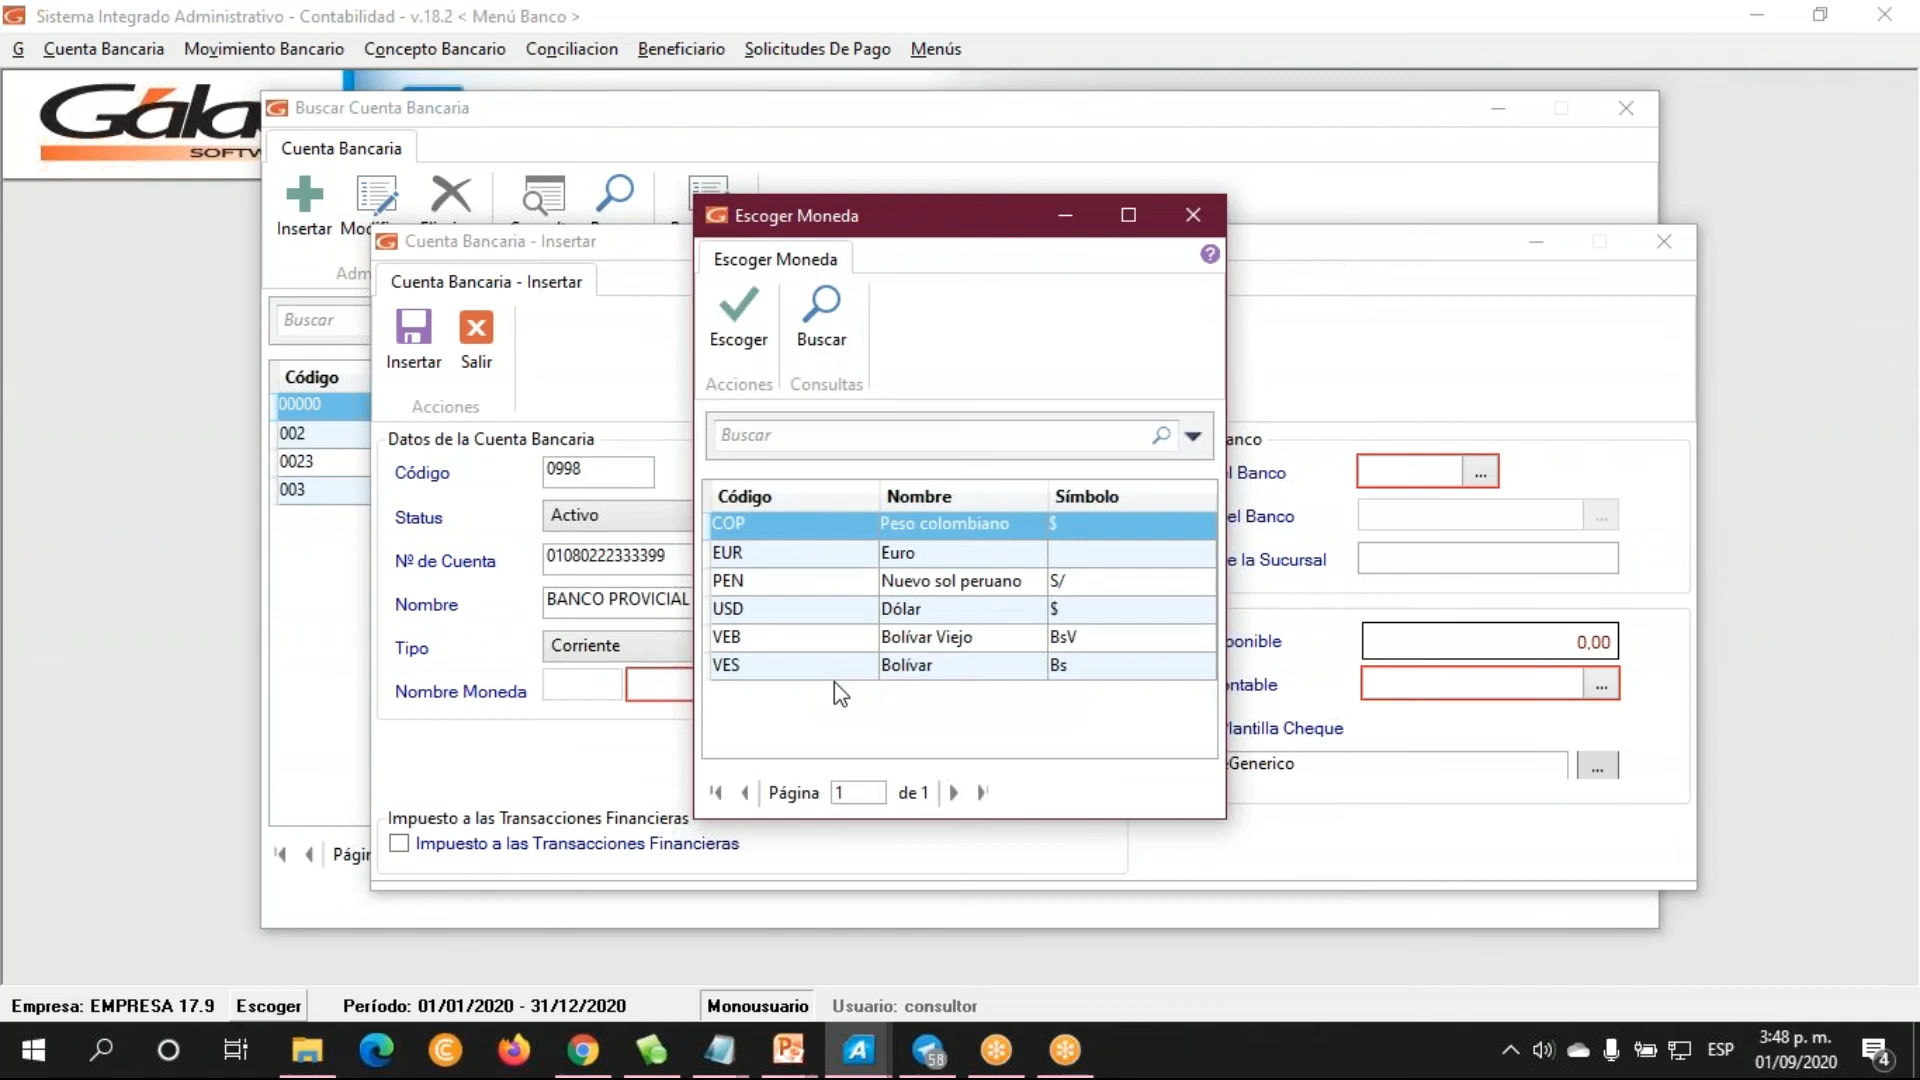 Sistema Integrado Administrativo - Contabilidad - v.18.2 < Menú Banco >
G Cuenta Bancaria Movimiento Bancario Concepto Bancario Conciliacion Beneficiario Solicitudes De Pago Menús
Buscar Cuenta Bancaria
Cuenta Bancaria
Insertar
Cuenta Bancaria - Insertar
Cuenta Bancaria - Insertar
Insertar Salir
Acciones
Buscar
Código
00000
002
0023
003
Datos de la Cuenta Bancaria
Código 0998
Status Activo
Nº de Cuenta 01080222333399
Nombre BANCO PROVICIAL
Tipo Corriente
Nombre Moneda
Impuesto a las Transacciones Financieras
Impuesto a las Transacciones Financieras
Escoger Moneda
Escoger Moneda
Escoger Buscar
Acciones Consultas
Buscar
Código Nombre Símbolo
COP Peso colombiano $
EUR Euro
PEN Nuevo sol peruano S/
USD Dólar $
VEB Bolívar Viejo BsV
VES Bolívar Bs
Página 1 de 1
anco
l Banco ...
el Banco ...
e la Sucursal
ponible 0,00
ntable ...
lantilla Cheque
Generico ...
Empresa: EMPRESA 17.9 Escoger Período: 01/01/2020 - 31/12/2020 Monousuario Usuario: consultor
58
ESP
3:48 p. m.
01/09/2020
4